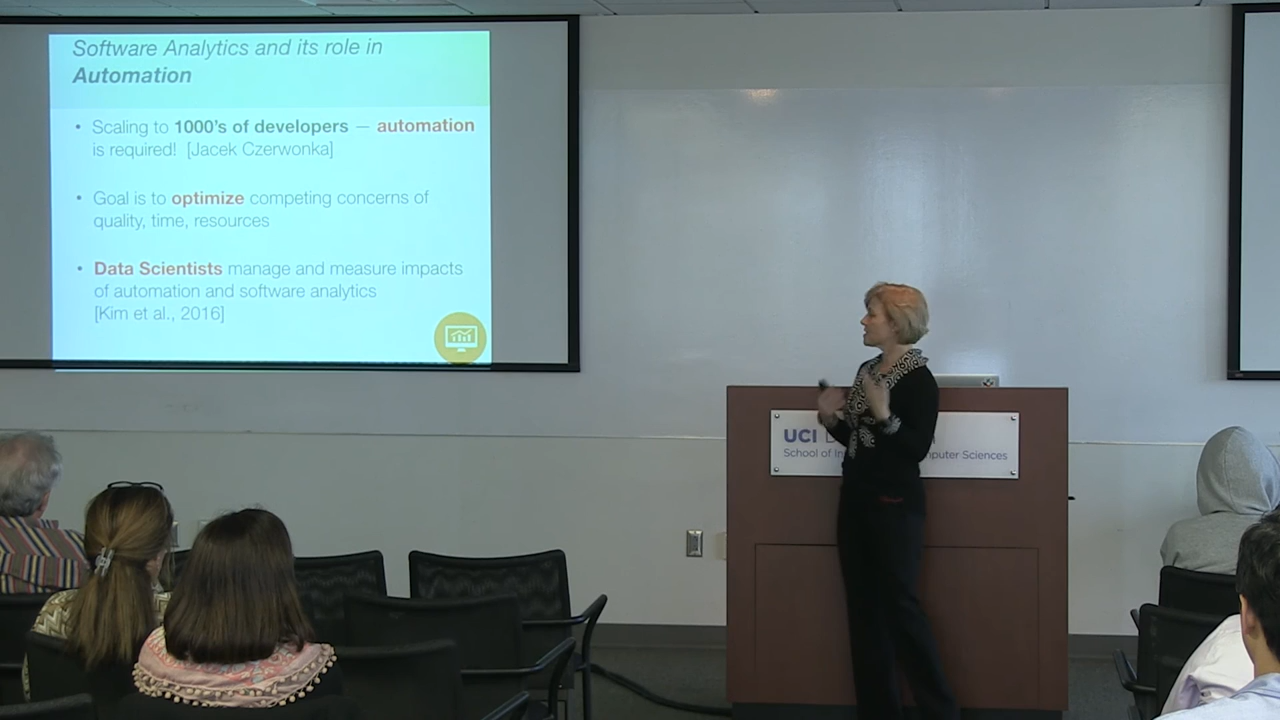 Software Analytics and its role in
Automation
• Scaling to 1000's of developers — automation
is required! [Jacek Czerwonka]
• Goal is to optimize competing concerns of
quality, time, resources
• Data Scientists manage and measure impacts
of automation and software analytics
[Kim et al., 2016]
UCI
School of Computer Sciences